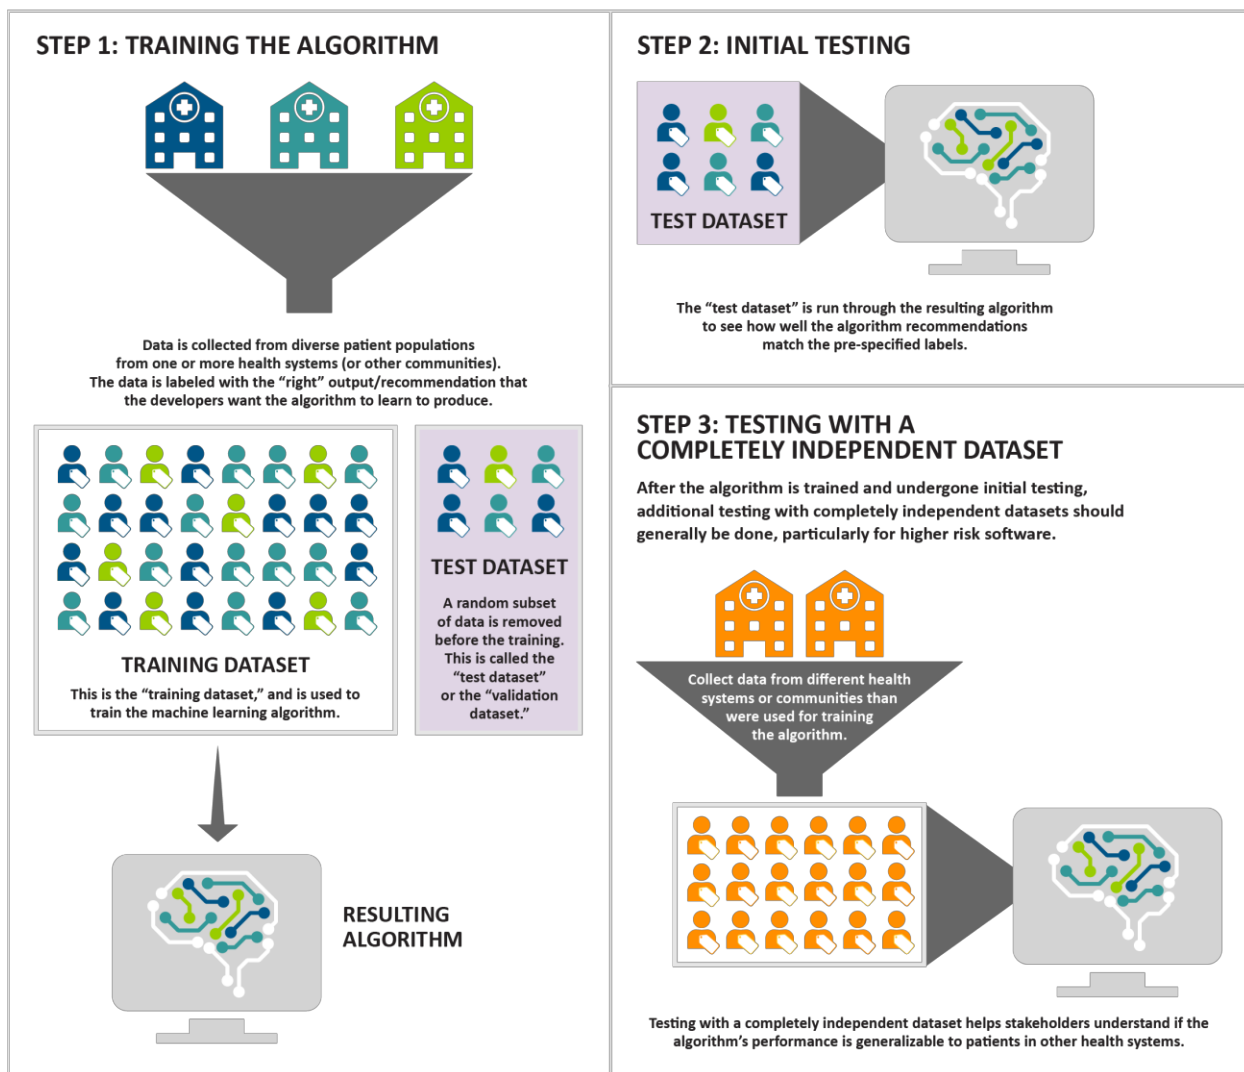 STEP 1: TRAINING THE ALGORITHM
Data is collected from diverse patient populations
from one or more health systems (or other communities).
The data is labeled with the “right” output/recommendation that
the developers want the algorithm to learn to produce.
TRAINING DATASET
This is the “training dataset,” and is used to
train the machine learning algorithm.
TEST DATASET
A random subset
of data is removed
before the training.
This is called the
“test dataset”
or the “validation
dataset.”
RESULTING
ALGORITHM
STEP 2: INITIAL TESTING
TEST DATASET
The “test dataset” is run through the resulting algorithm
to see how well the algorithm recommendations
match the pre-specified labels.
STEP 3: TESTING WITH A
COMPLETELY INDEPENDENT DATASET
After the algorithm is trained and undergone initial testing,
additional testing with completely independent datasets should
generally be done, particularly for higher risk software.
Collect data from different health
systems or communities than
were used for training
the algorithm.
Testing with a completely independent dataset helps stakeholders understand if the
algorithm’s performance is generalizable to patients in other health systems.